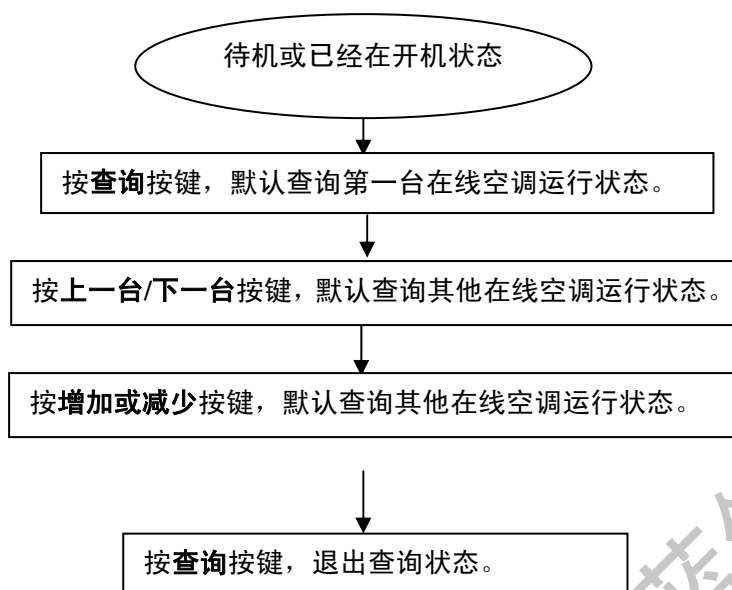 待机或已经在开机状态
按查询按键，默认查询第一台在线空调运行状态。
按上一台/下一台按键，默认查询其他在线空调运行状态。
按增加或减少按键，默认查询其他在线空调运行状态。
按查询按键，退出查询状态。